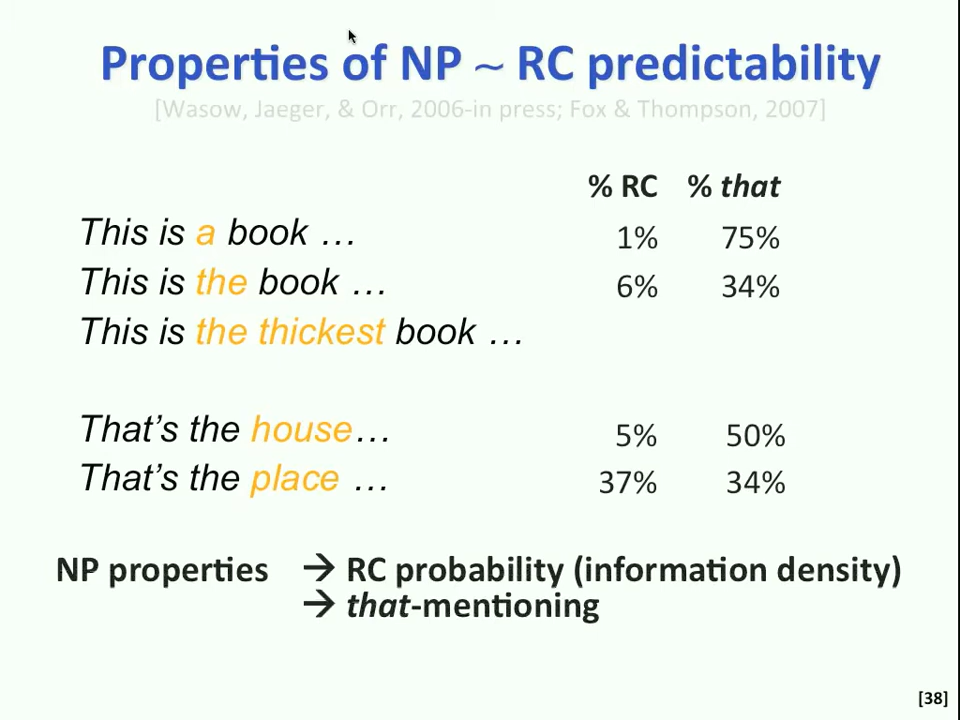 Properties of NP ~ RC predictability
[Wasow, Jaeger, & Orr, 2006-in press; Fox & Thompson, 2007]
% RC % that
This is a book … 1% 75%
This is the book … 6% 34%
This is the thickest book …
That’s the house… 5% 50%
That’s the place … 37% 34%
NP properties → RC probability (information density)
→ that-mentioning
[38]